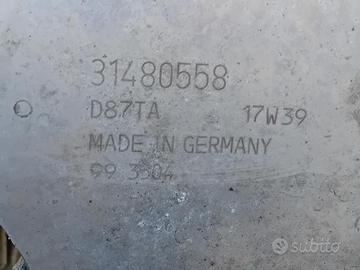 31480558
D87TA 17W39
MADE IN GERMANY
99 3504
subito